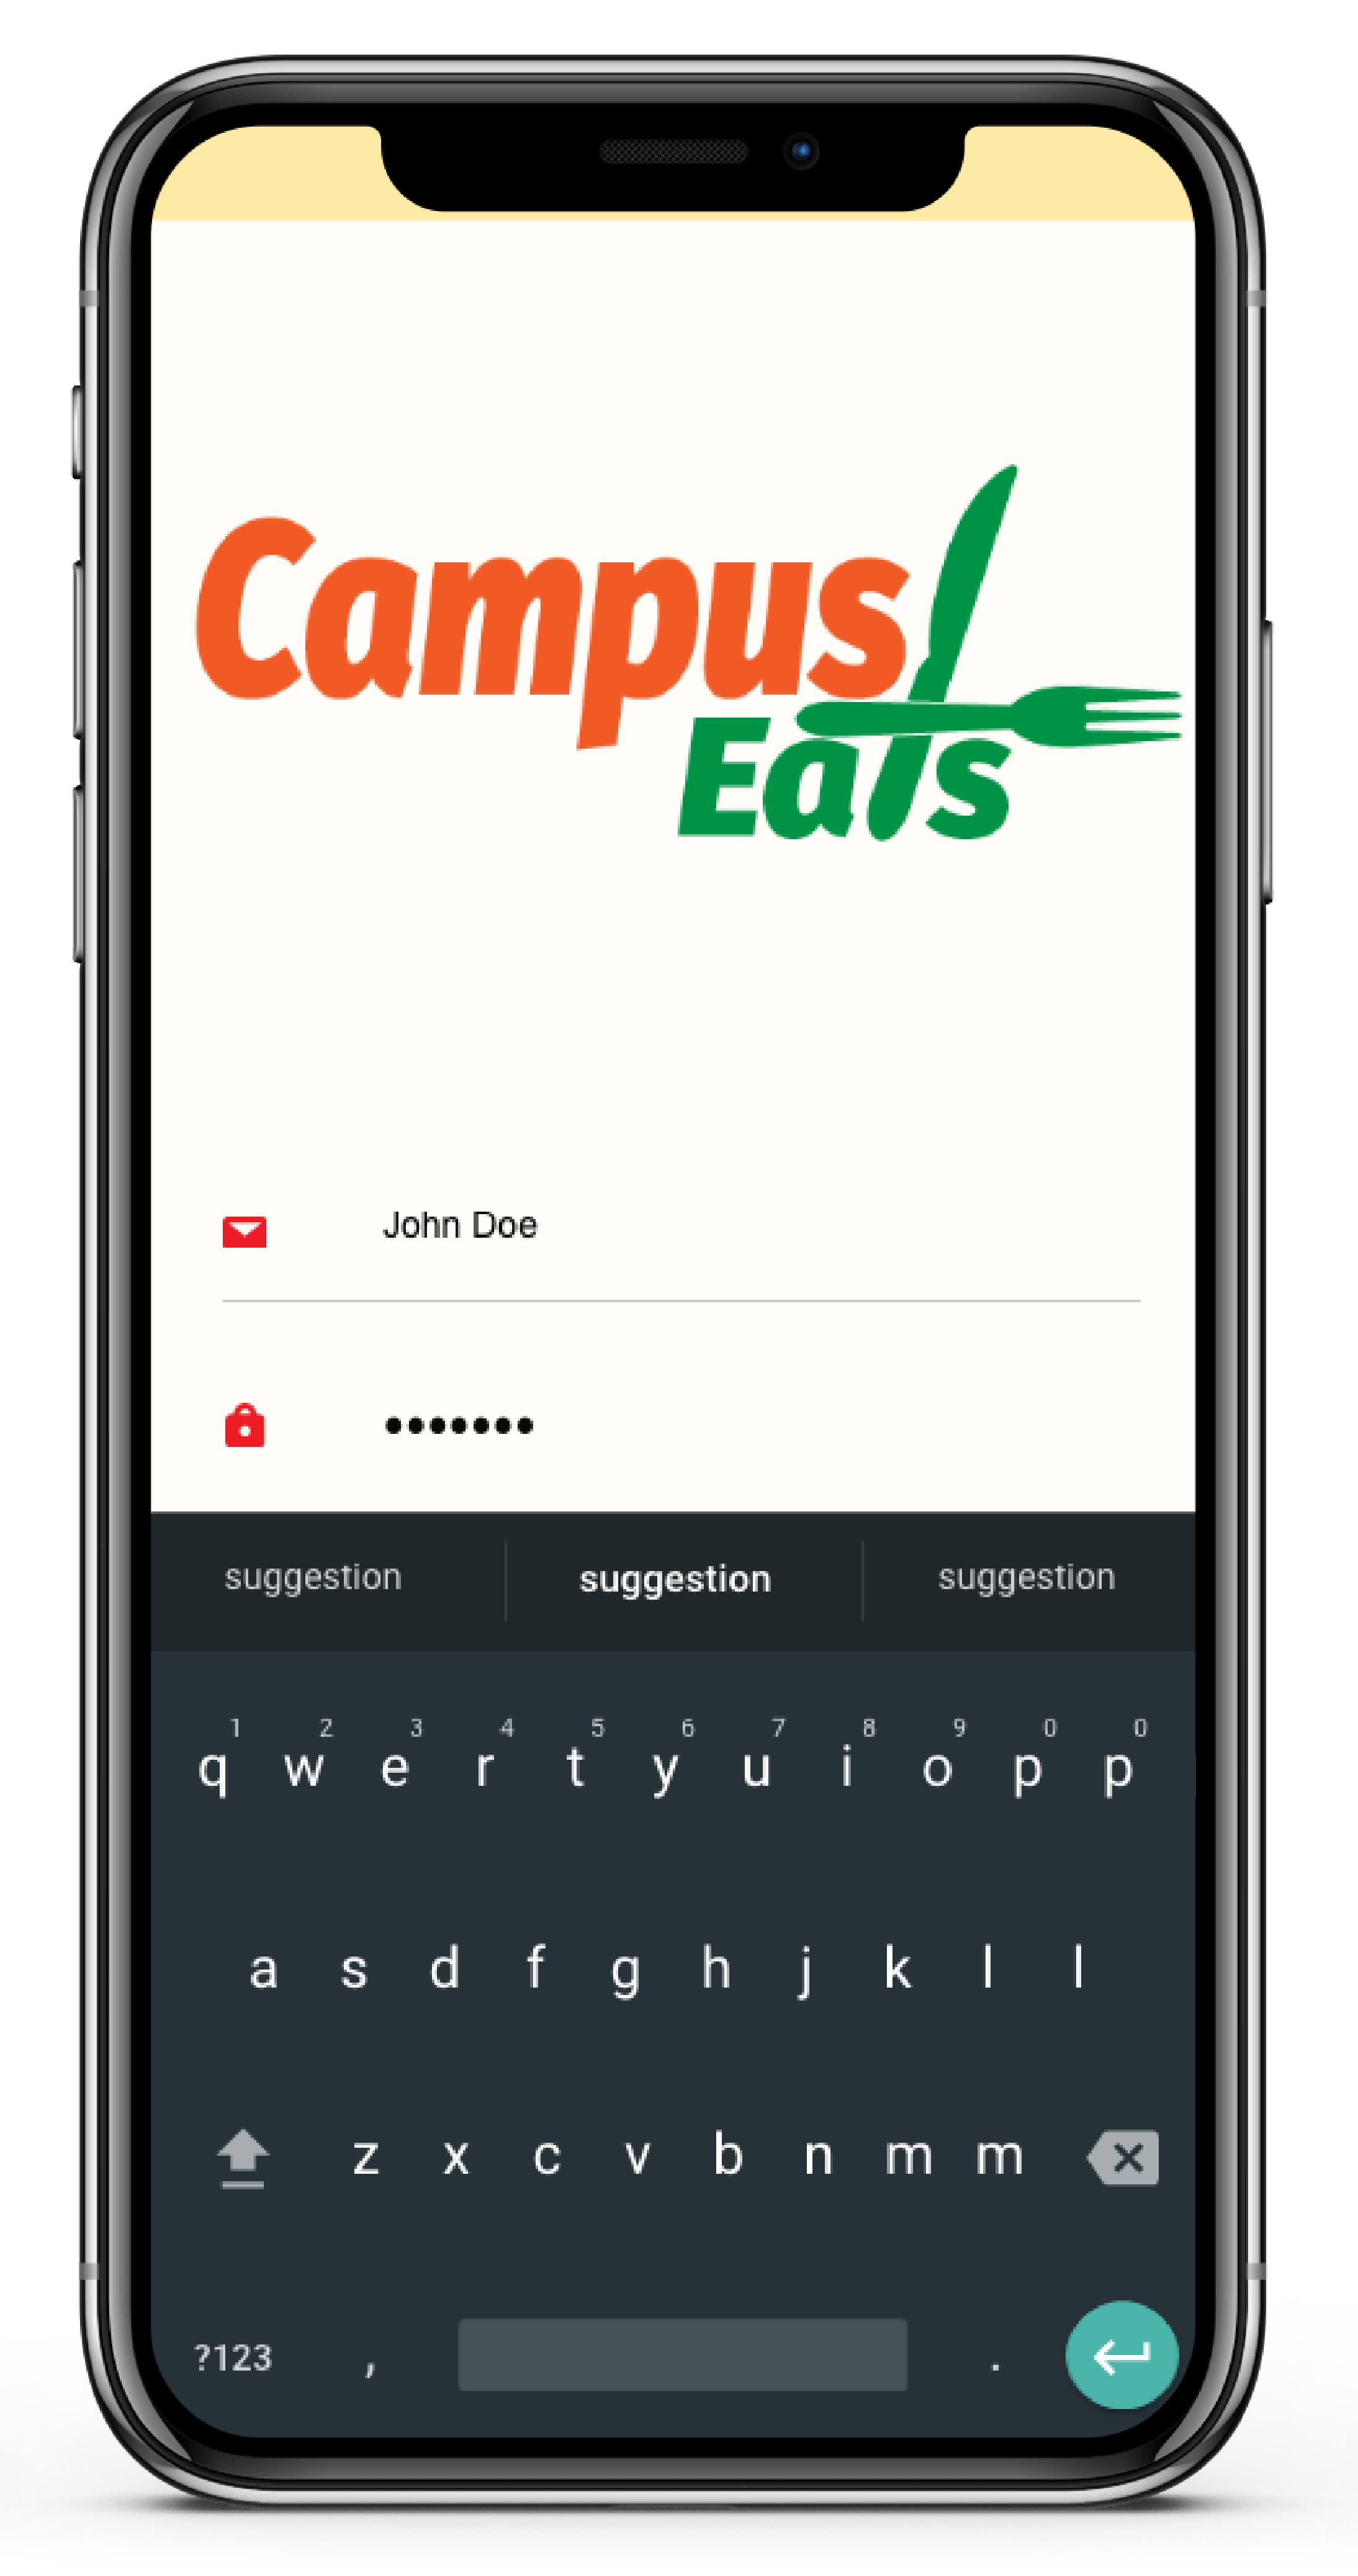 Campus
Eats
John Doe
•••••••
suggestion suggestion suggestion
1 2 3 4 5 6 7 8 9 0 0
q w e r t y u i o p p
a s d f g h j k l l
z x c v b n m m
?123 , .